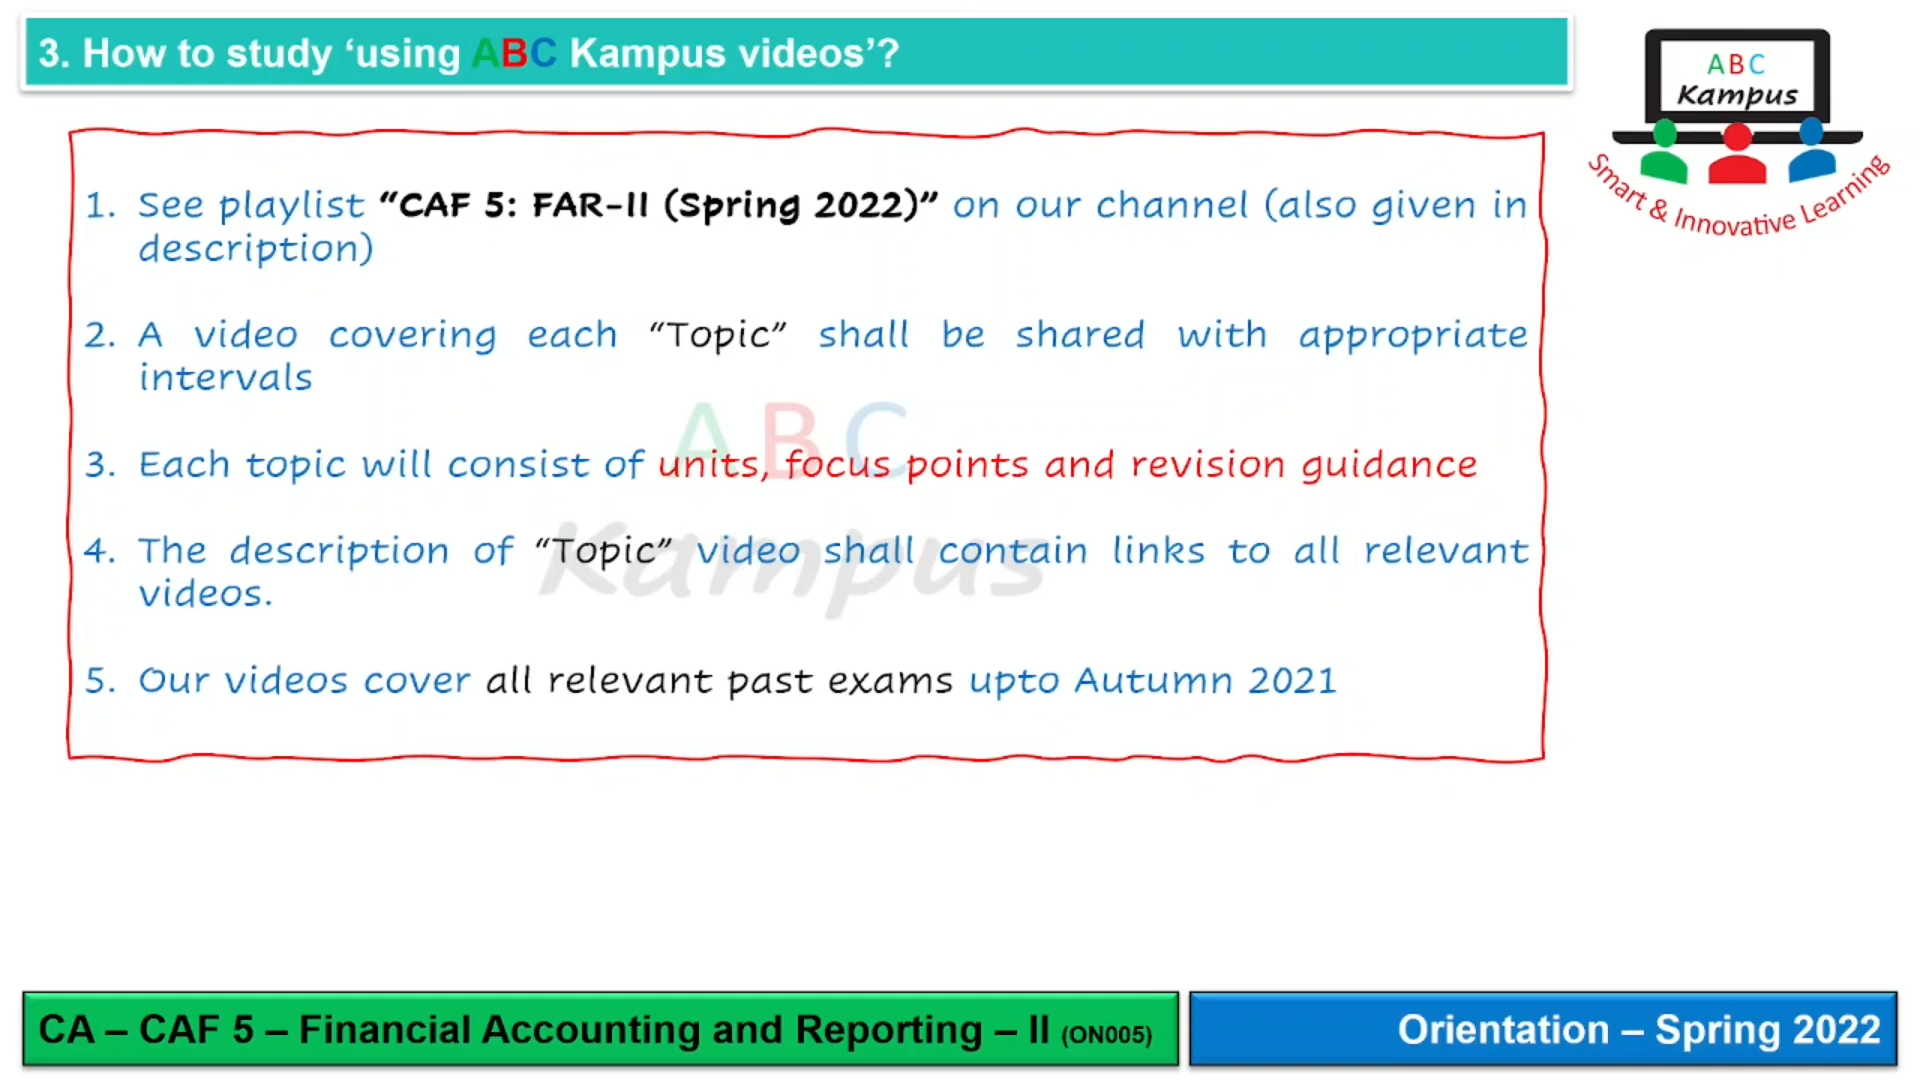 3. How to study ‘using ABC Kampus videos’?
ABC
Kampus
Smart & Innovative Learning
1. See playlist “CAF 5: FAR-II (Spring 2022)” on our channel (also given in
description)
2. A video covering each “Topic” shall be shared with appropriate
intervals
ABC
3. Each topic will consist of units, focus points and revision guidance
Kampus
4. The description of “Topic” video shall contain links to all relevant
videos.
5. Our videos cover all relevant past exams upto Autumn 2021
CA – CAF 5 – Financial Accounting and Reporting – II (ON005)
Orientation – Spring 2022